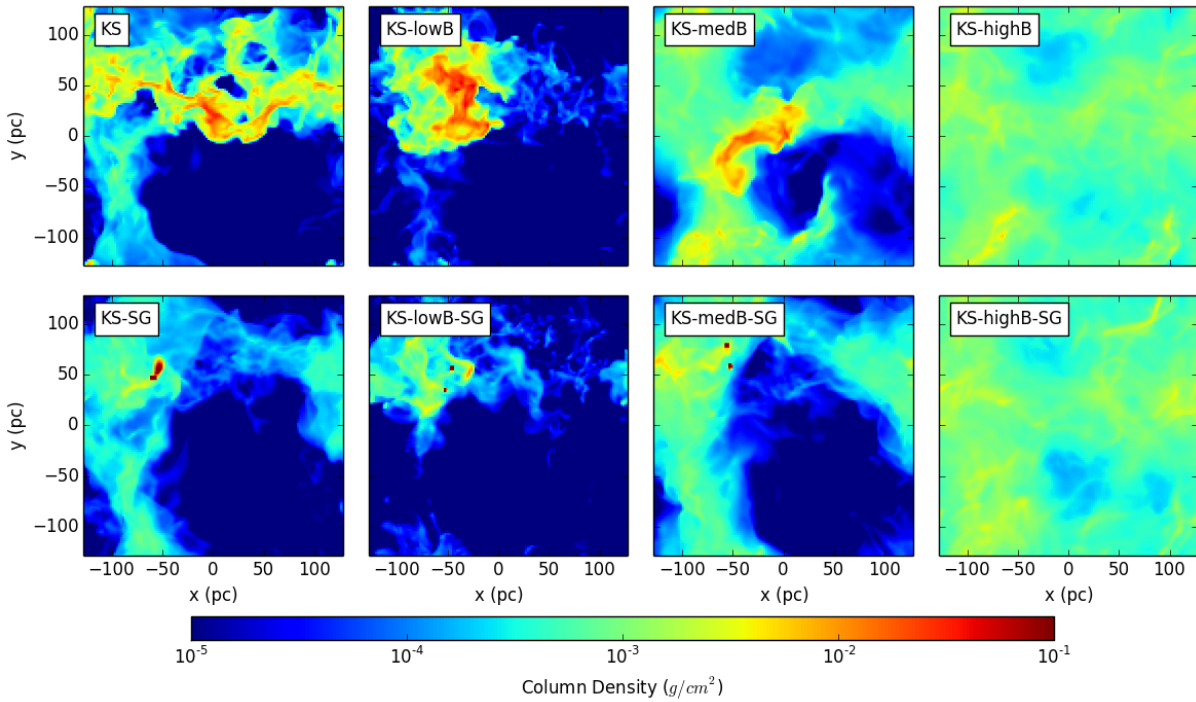 KS KS-lowB KS-medB KS-highB
100
50
0
−50
−100
y (pc)
KS-SG KS-lowB-SG KS-medB-SG KS-highB-SG
100
50
0
−50
−100
y (pc)
−100 −50 0 50 100 −100 −50 0 50 100 −100 −50 0 50 100 −100 −50 0 50 100
x (pc) x (pc) x (pc) x (pc)
10⁻⁵ 10⁻⁴ 10⁻³ 10⁻² 10⁻¹
Column Density (g/cm²)